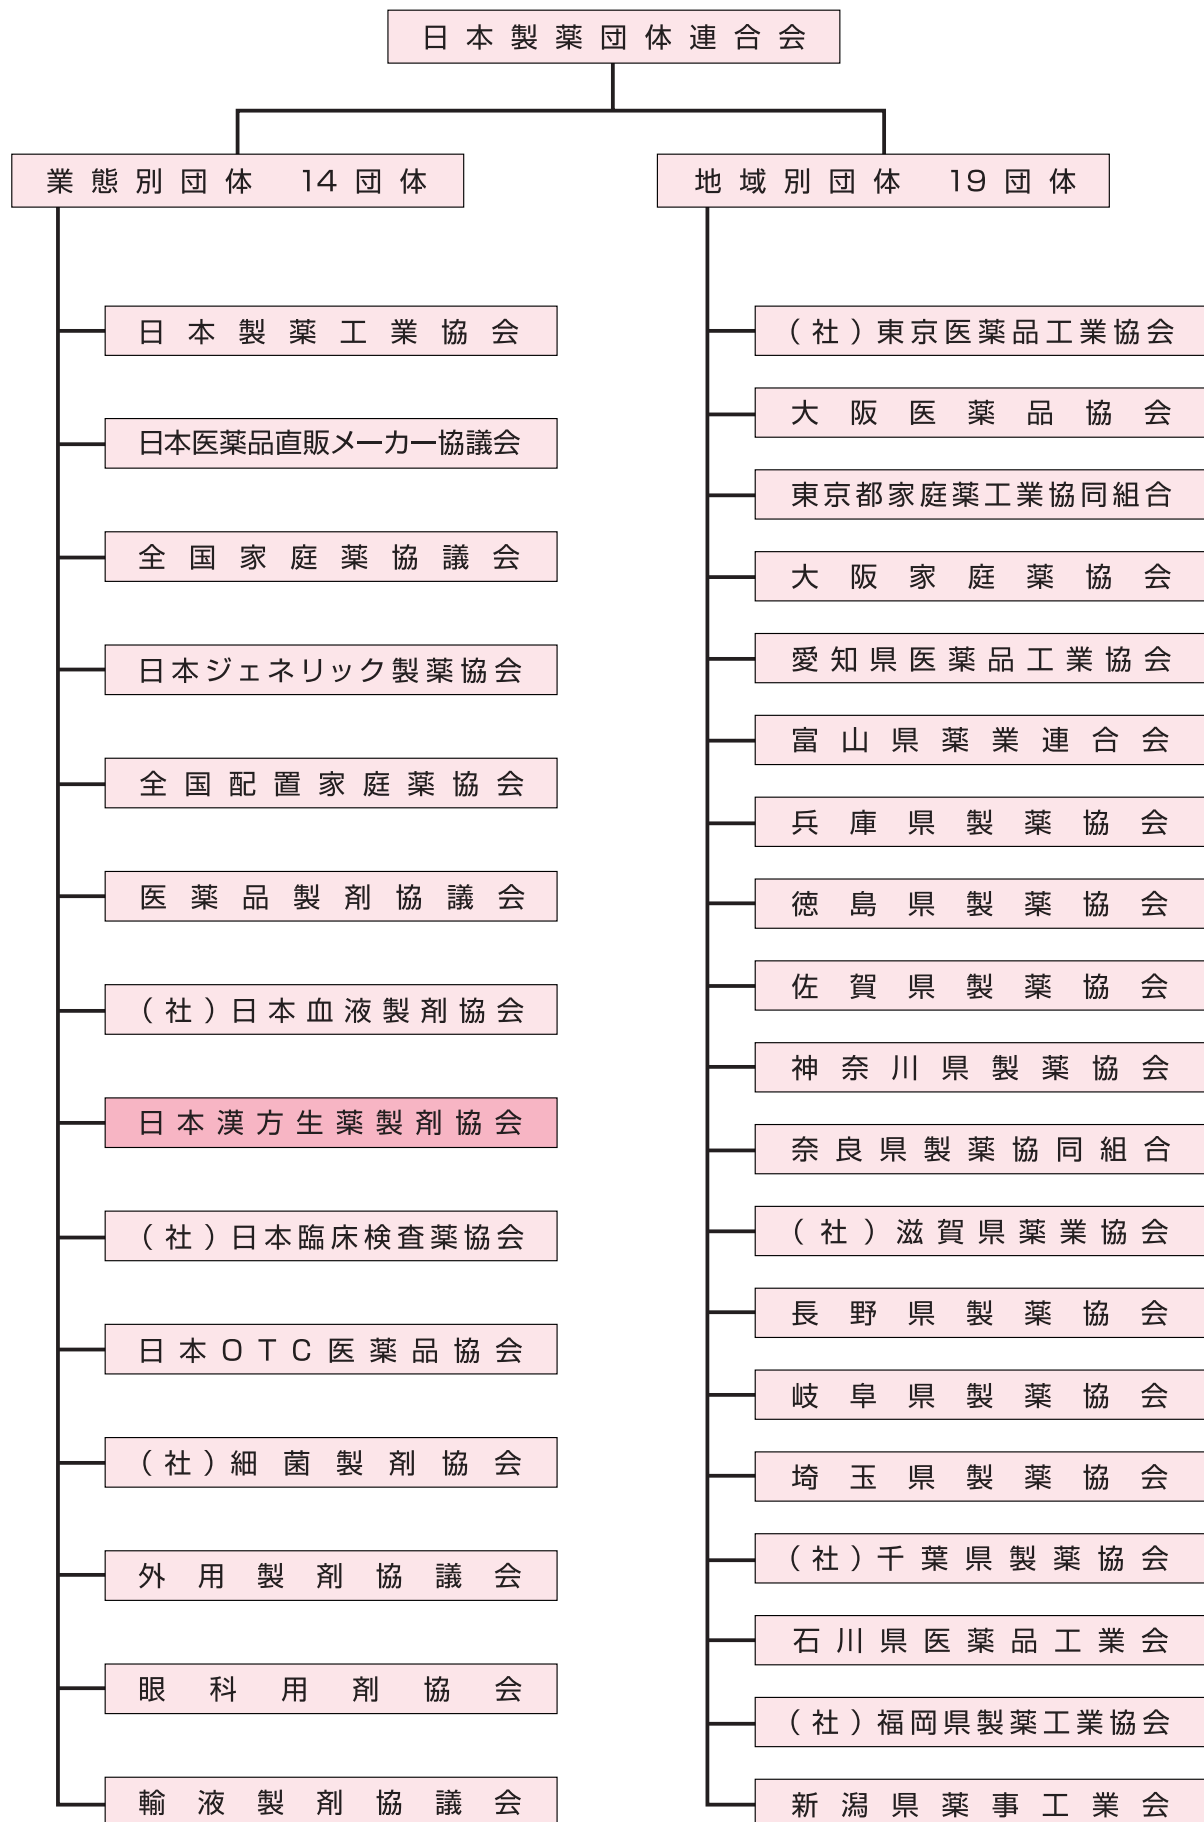 日本製薬団体連合会
業態別団体 14団体
日本製薬工業協会
日本医薬品直販メーカー協議会
全国家庭薬協議会
日本ジェネリック製薬協会
全国配置家庭薬協会
医薬品製剤協議会
(社)日本血液製剤協会
日本漢方生薬製剤協会
(社)日本臨床検査薬協会
日本OTC医薬品協会
(社)細菌製剤協会
外用製剤協議会
眼科用剤協会
輸液製剤協議会
地域別団体 19団体
(社)東京医薬品工業協会
大阪医薬品協会
東京都家庭薬工業協同組合
大阪家庭薬協会
愛知県医薬品工業協会
富山県薬業連合会
兵庫県製薬協会
徳島県製薬協会
佐賀県製薬協会
神奈川県製薬協会
奈良県製薬協同組合
(社)滋賀県薬業協会
長野県製薬協会
岐阜県製薬協会
埼玉県製薬協会
(社)千葉県製薬協会
石川県医薬品工業会
(社)福岡県製薬工業協会
新潟県薬事工業会